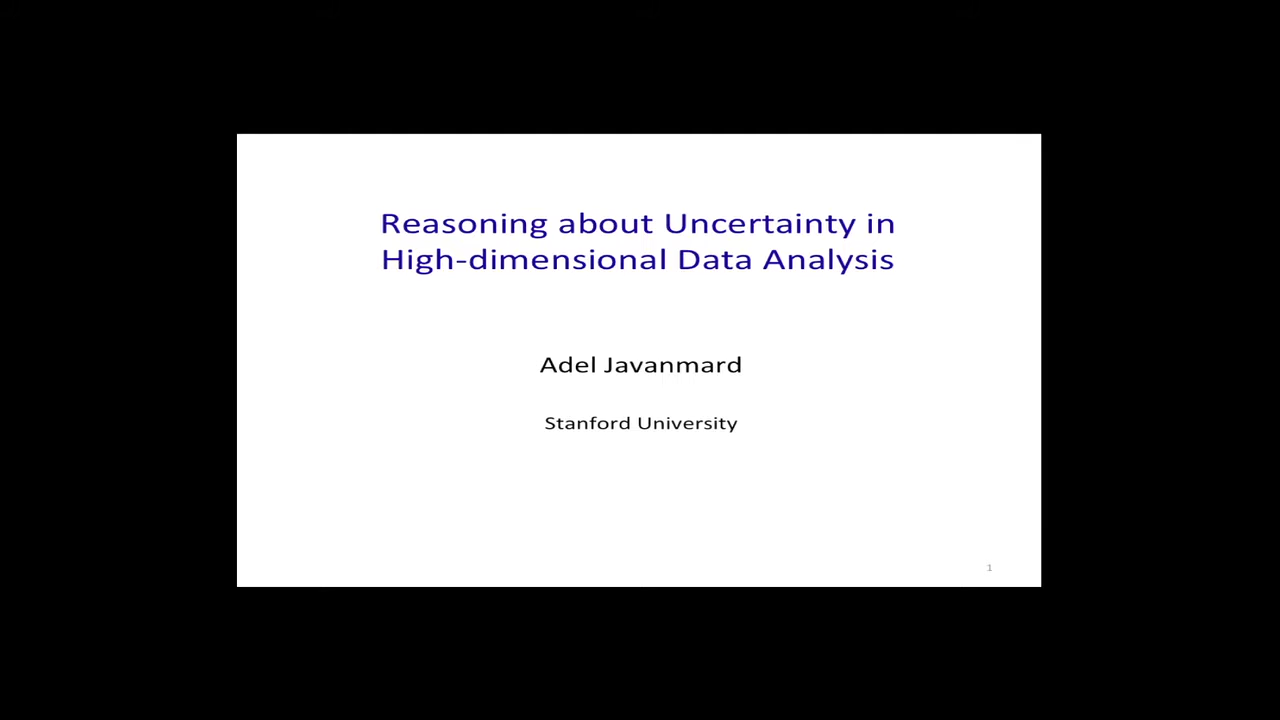 Reasoning about Uncertainty in
High-dimensional Data Analysis
Adel Javanmard
Stanford University
1